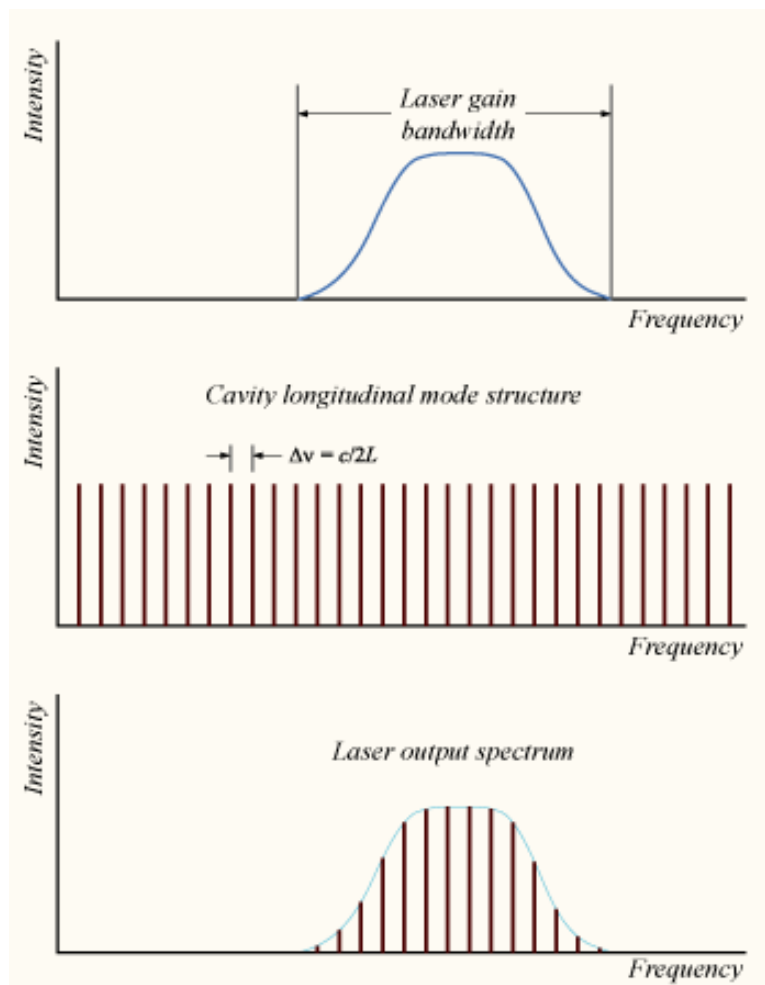 Intensity
Laser gain
bandwidth
Frequency
Intensity
Cavity longitudinal mode structure
Δν = c/2L
Frequency
Intensity
Laser output spectrum
Frequency